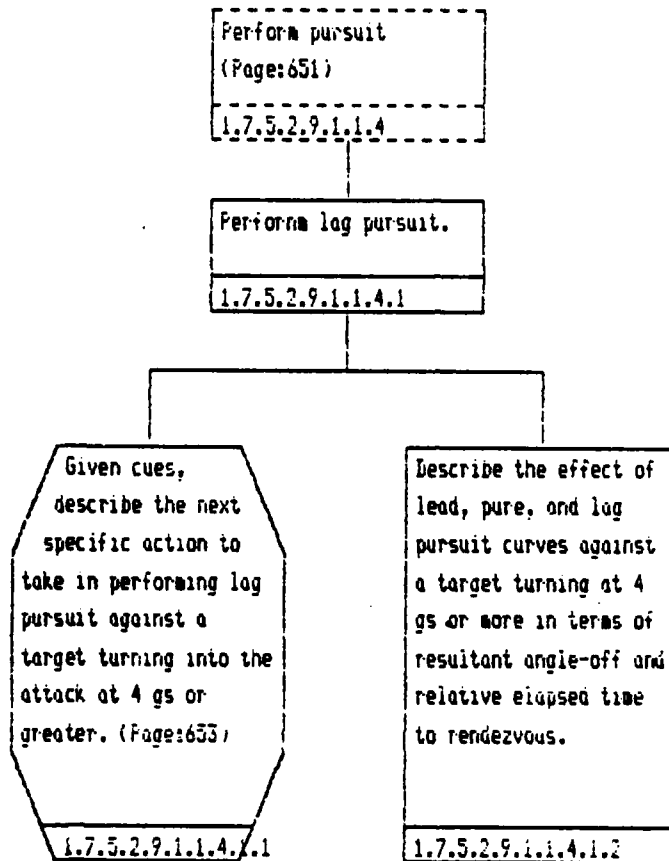 Perform pursuit
(Page:651)
1.7.5.2.9.1.1.4
Perform lag pursuit.
1.7.5.2.9.1.1.4.1
Given cues,
describe the next
specific action to
take in performing lag
pursuit against a
target turning into the
attack at 4 gs or
greater. (Page:653)
1.7.5.2.9.1.1.4.1.1
Describe the effect of
lead, pure, and lag
pursuit curves against
a target turning at 4
gs or more in terms of
resultant angle-off and
relative elapsed time
to rendezvous.
1.7.5.2.9.1.1.4.1.2